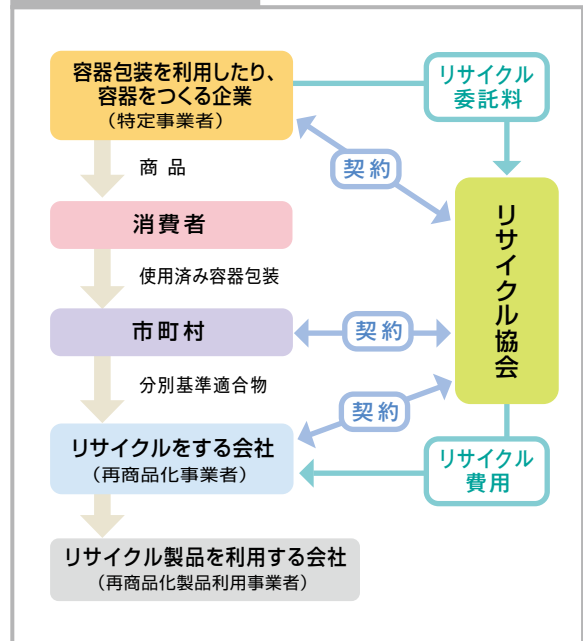 容器包装を利用したり、
容器をつくる企業
（特定事業者）
リサイクル
委託料
商 品
契約
消費者
リサイクル協会
使用済み容器包装
市町村
契約
分別基準適合物
契約
リサイクルをする会社
（再商品化事業者）
リサイクル
費用
リサイクル製品を利用する会社
（再商品化製品利用事業者）